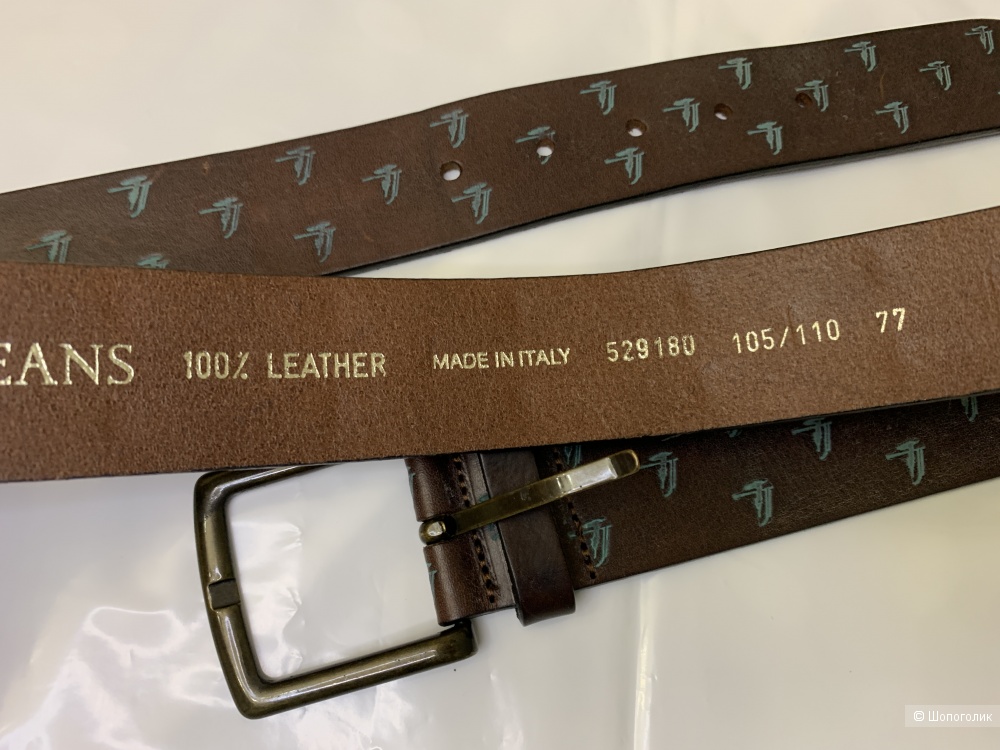 EANS 100% LEATHER MADE IN ITALY 529180 105/110 77
© Шопоголик